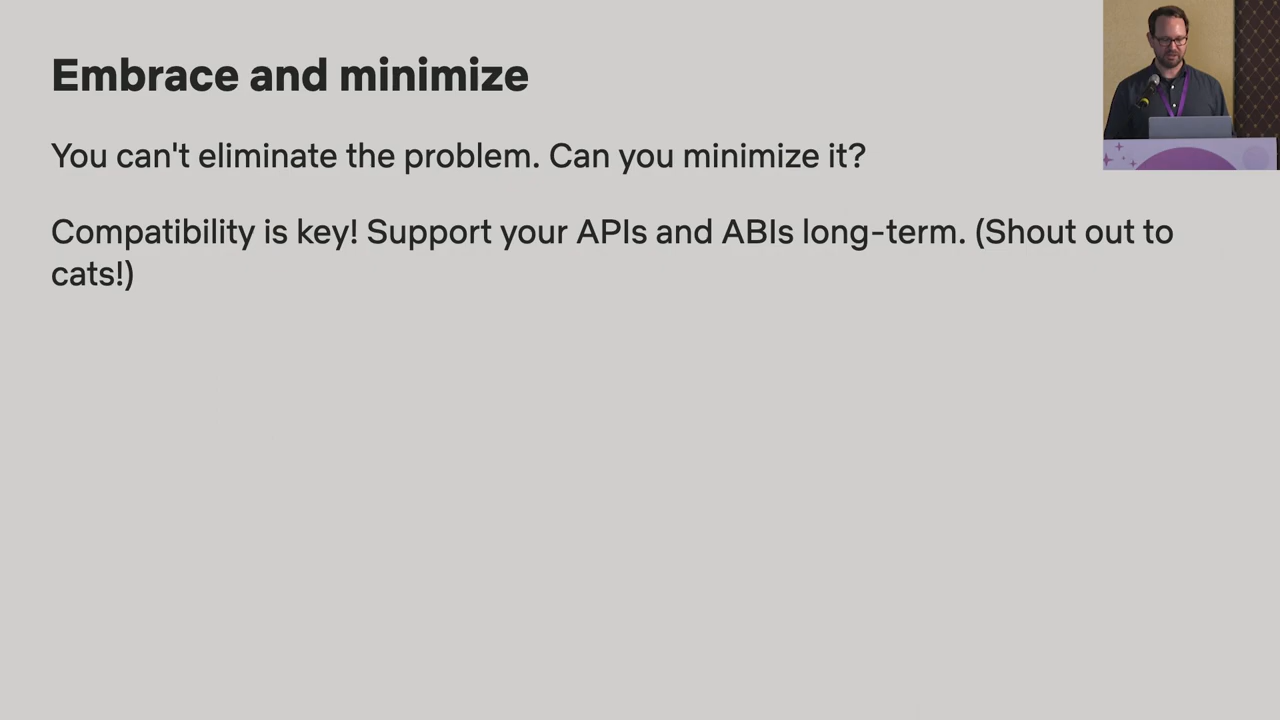 Embrace and minimize
You can't eliminate the problem. Can you minimize it?
Compatibility is key! Support your APIs and ABIs long-term. (Shout out to
cats!)